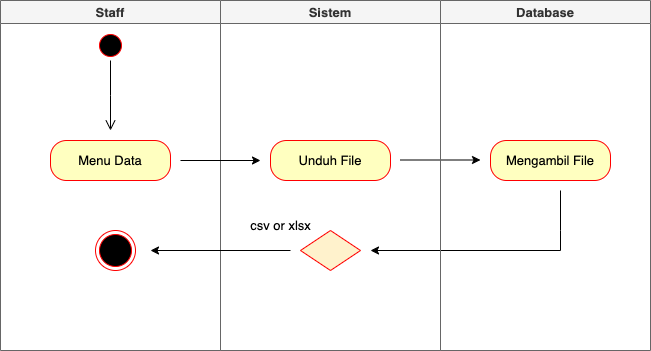 Staff
Sistem
Database
Menu Data
Unduh File
Mengambil File
csv or xlsx